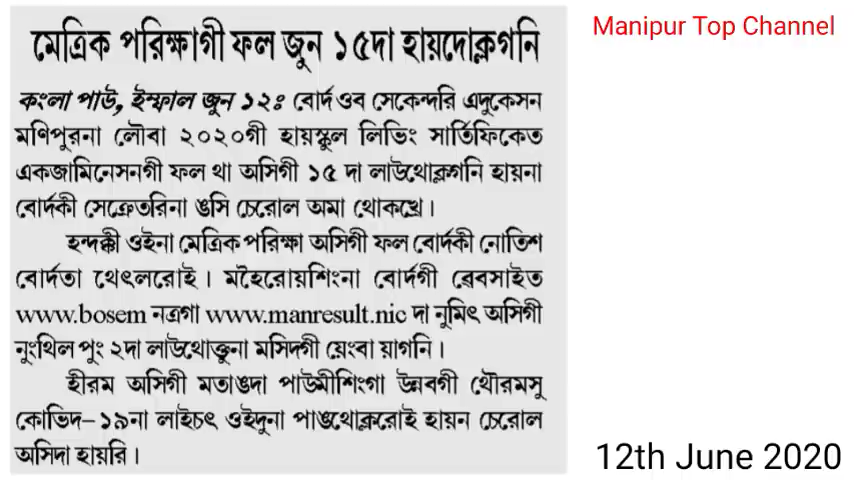 মেত্রিক পরিক্ষাগী ফল জুন ১৫দা হায়দোক্লগনি
Manipur Top Channel
কংলা পাউ, ইম্ফাল জুন ১২ঃ বোর্দ ওব সেকেন্দরি এদুকেসন
মণিপুরনা লৌবা ২০২০গী হায়স্কুল লিভিং সার্তিফিকেত
একজামিনেসনগী ফল থা অসিগী ১৫ দা লাউথোক্লগনি হায়না
বোর্দকী সেক্রেতরিনা ঙসি চেরোল অমা থোকখ্রে।
হন্দক্কী ওইনা মেত্রিক পরিক্ষা অসিগী ফল বোর্দকী নোতিশ
বোর্দতা থেৎলরোই। মহৈরোয়শিংনা বোর্দগী ৱেবসাইত
www.bosem নত্রগা www.manresult.nic দা নুমিৎ অসিগী
নুংথিল পুং ২দা লাউথোক্তুনা মসিদগী য়েংবা য়াগনি।
হীরম অসিগী মতাঙদা পাউমীশিংগা উন্নবগী থৌরমসু
কোভিদ–১৯না লাইচৎ ওইদুনা পাঙথোক্লরোই হায়ন চেরোল
অসিদা হায়রি।
12th June 2020